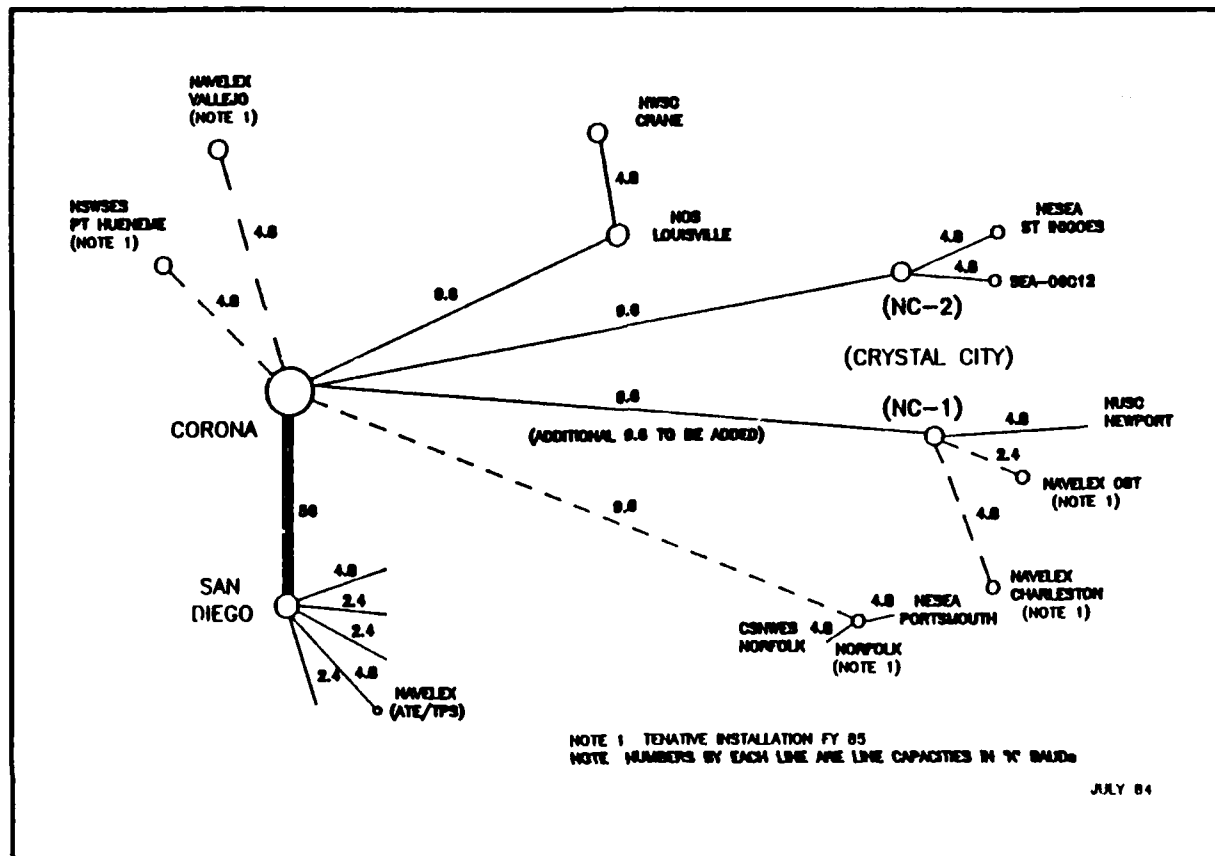 NAVELEX
VALLEJO
(NOTE 1)
NWSC
CRANE
4.8
NSWSES
PT HUENEME
(NOTE 1)
4.8
4.8
NOS
LOUISVILLE
9.6
NESEA
ST INIGOES
4.8
4.8
SEA-06C12
(NC-2)
9.6
(CRYSTAL CITY)
(NC-1)
9.6
(ADDITIONAL 9.6 TO BE ADDED)
NUSC
NEWPORT
4.8
2.4
NAVELEX DET
(NOTE 1)
4.8
CORONA
56
9.6
NAVELEX
CHARLESTON
(NOTE 1)
SAN
DIEGO
4.8
2.4
2.4
4.8
2.4
NAVELEX
(ATE/TPS)
4.8
NESEA
PORTSMOUTH
NORFOLK
4.8
NORFOLK
(NOTE 1)
NOTE 1 TENATIVE INSTALLATION FY 85
NOTE NUMBERS BY EACH LINE ARE LINE CAPACITIES IN 'K' BAUDs
JULY 84